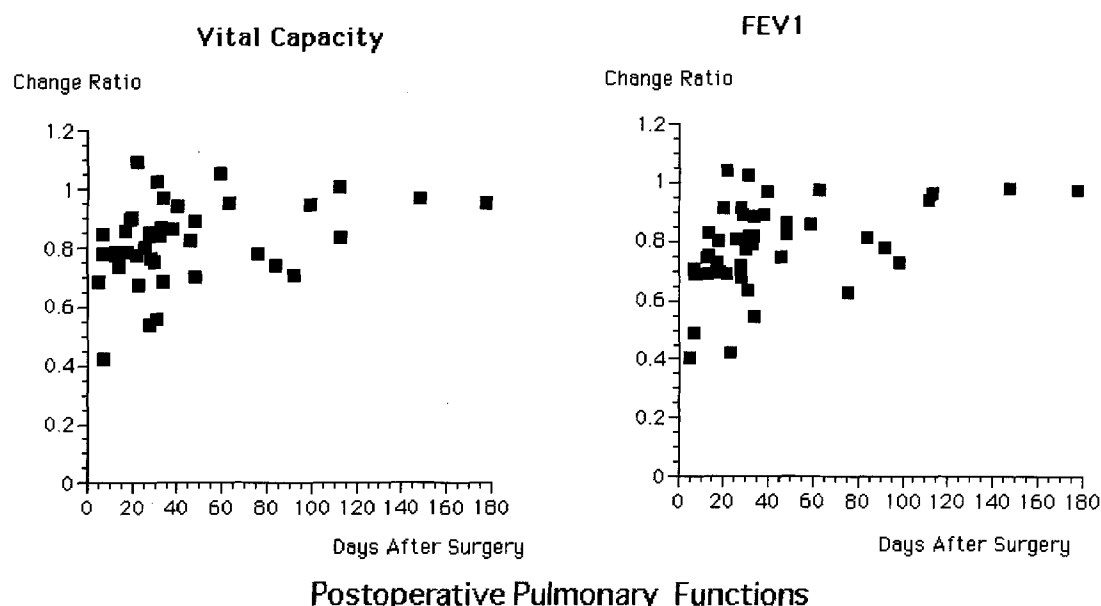 Vital Capacity
Change Ratio
1.2
1
0.8
0.6
0.4
0.2
0
0 20 40 60 80 100 120 140 160 180
Days After Surgery
FEV1
Change Ratio
1.2
1
0.8
0.6
0.4
0.2
0
0 20 40 60 80 100 120 140 160 180
Days After Surgery
Postoperative Pulmonary Functions